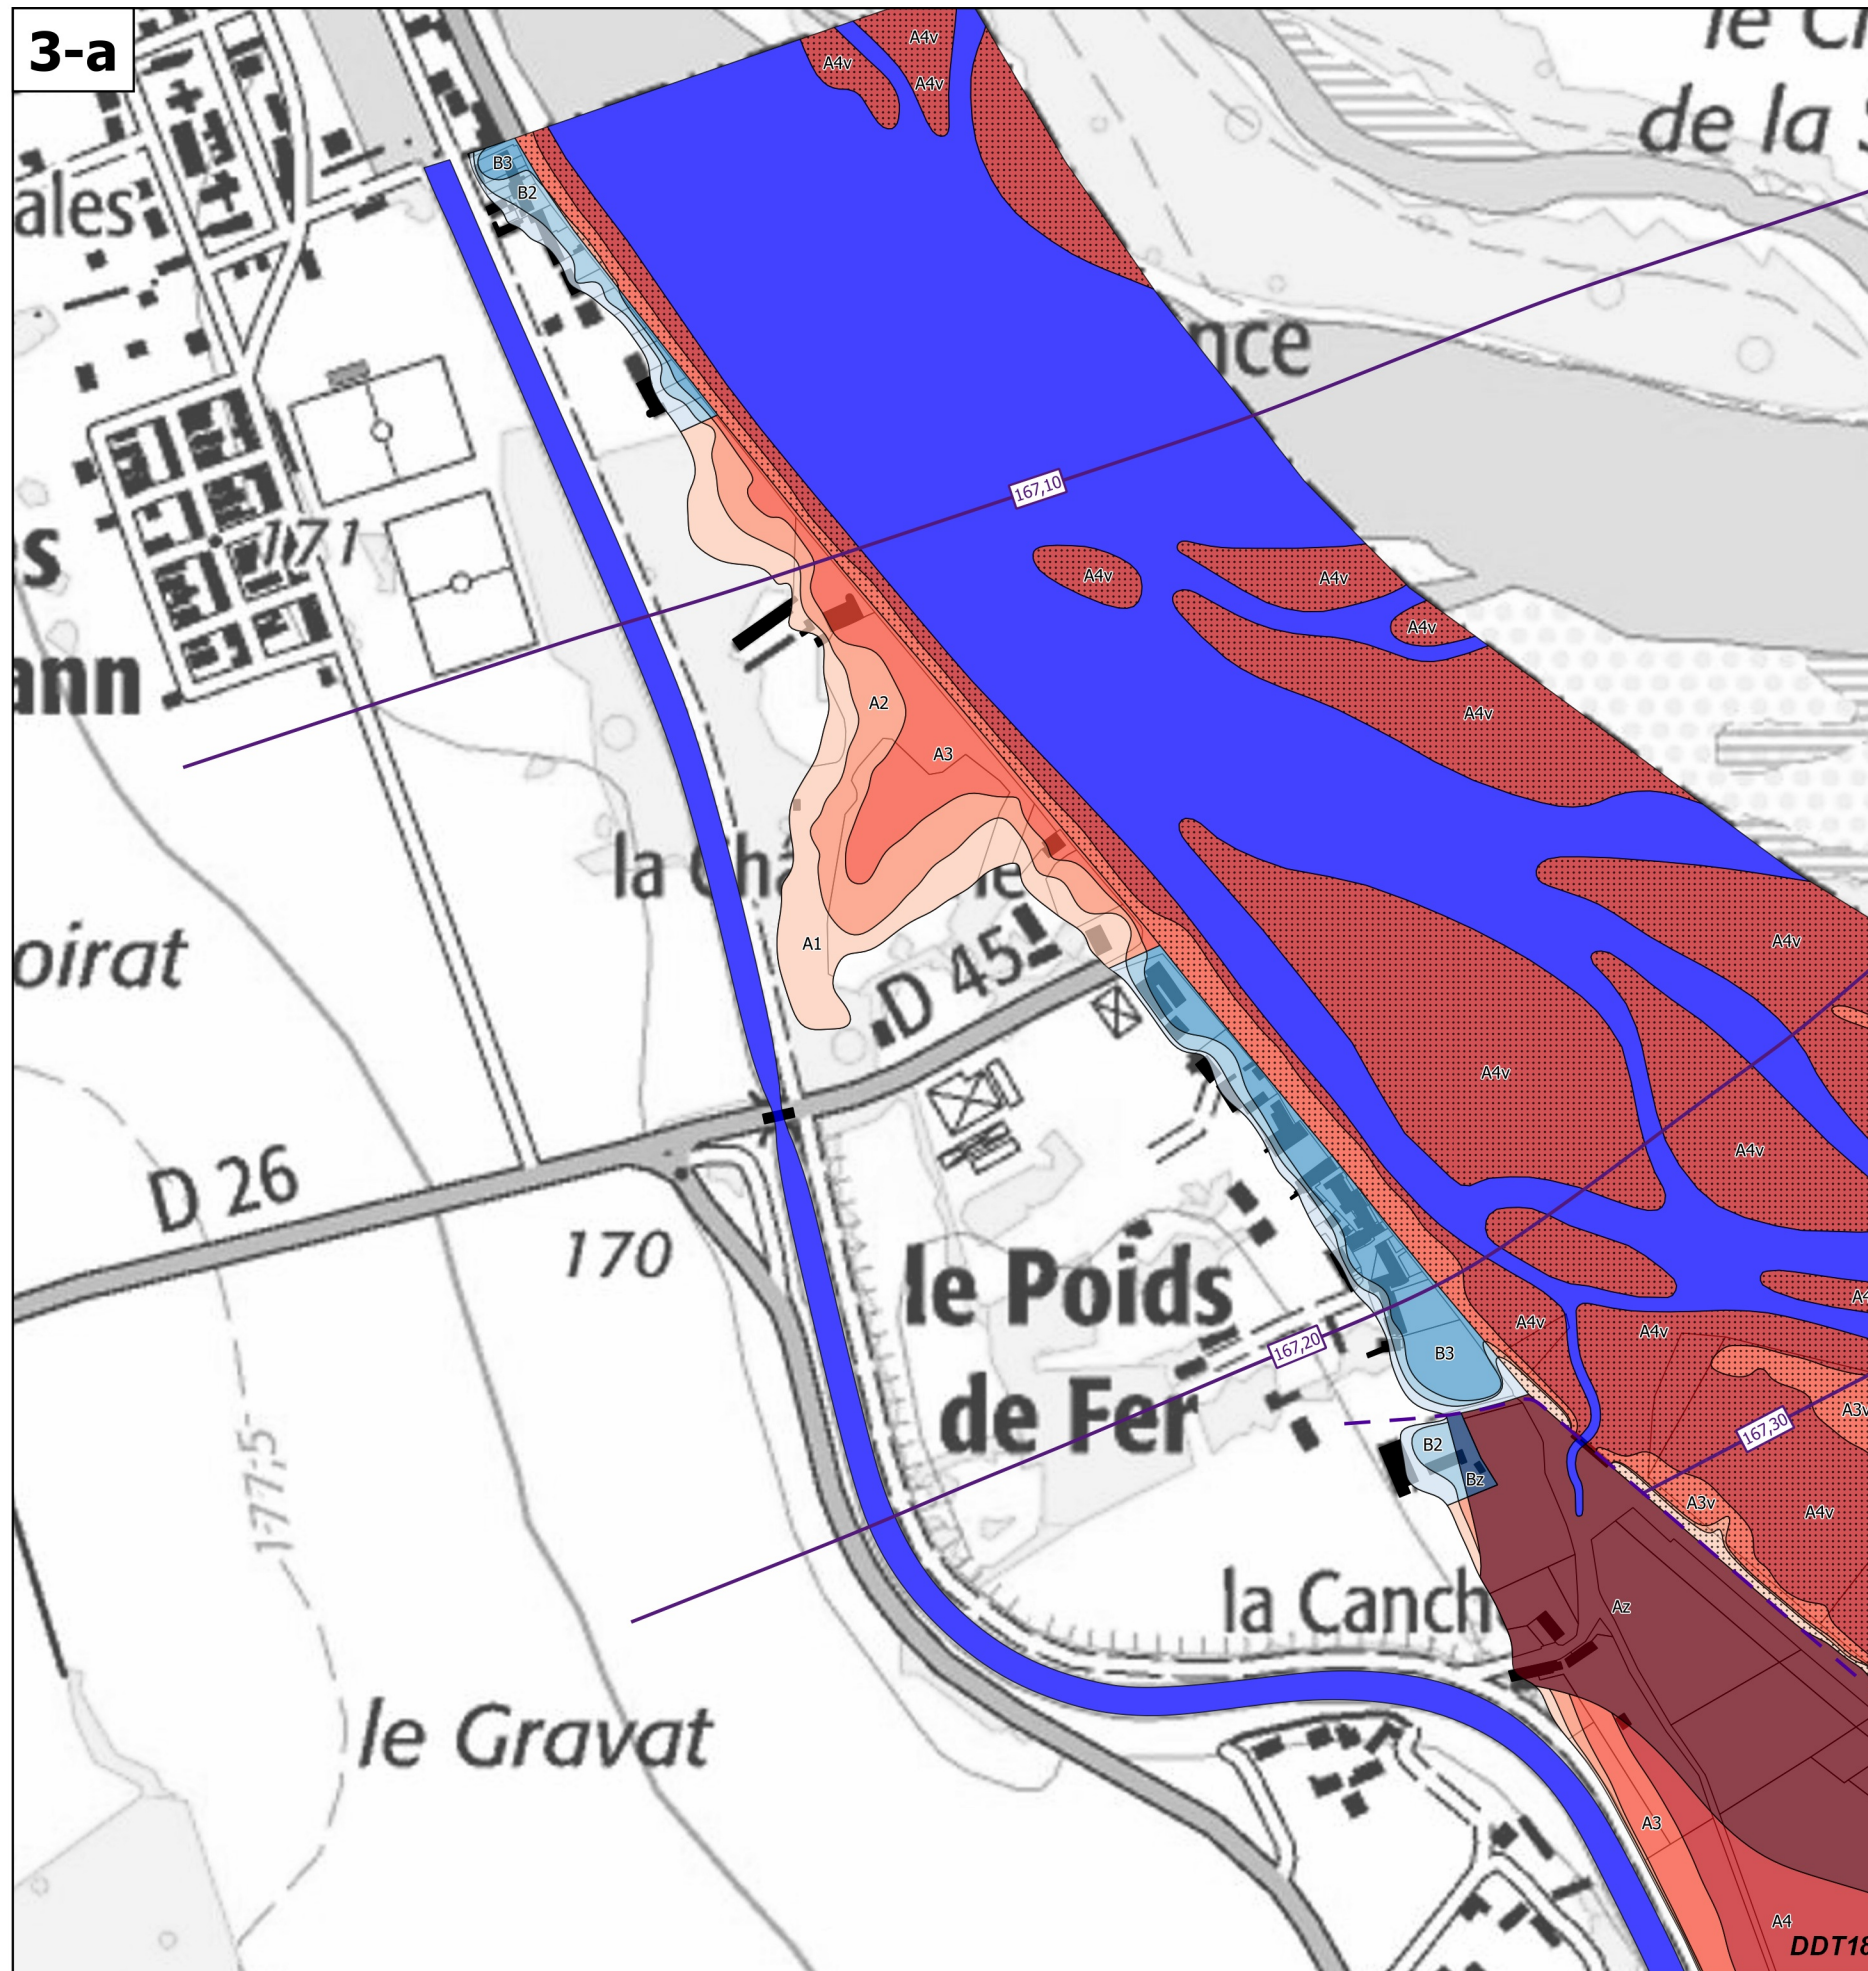 3-a
A4v
A4v
A4v
le
de la
B3
B2
ales
nce
167,10
171
s
ann
A4v
A4v
A4v
A4v
A2
A3
la Châ
le
A1
oirat
D 45
A4v
A4v
A4v
D 26
170
le Poids
de Fer
167,20
A4v
A4v
B3
A3v
167,30
177,5
B2
Bz
A3v
A4v
la Canch
Az
le Gravat
A3
A4
DDT18